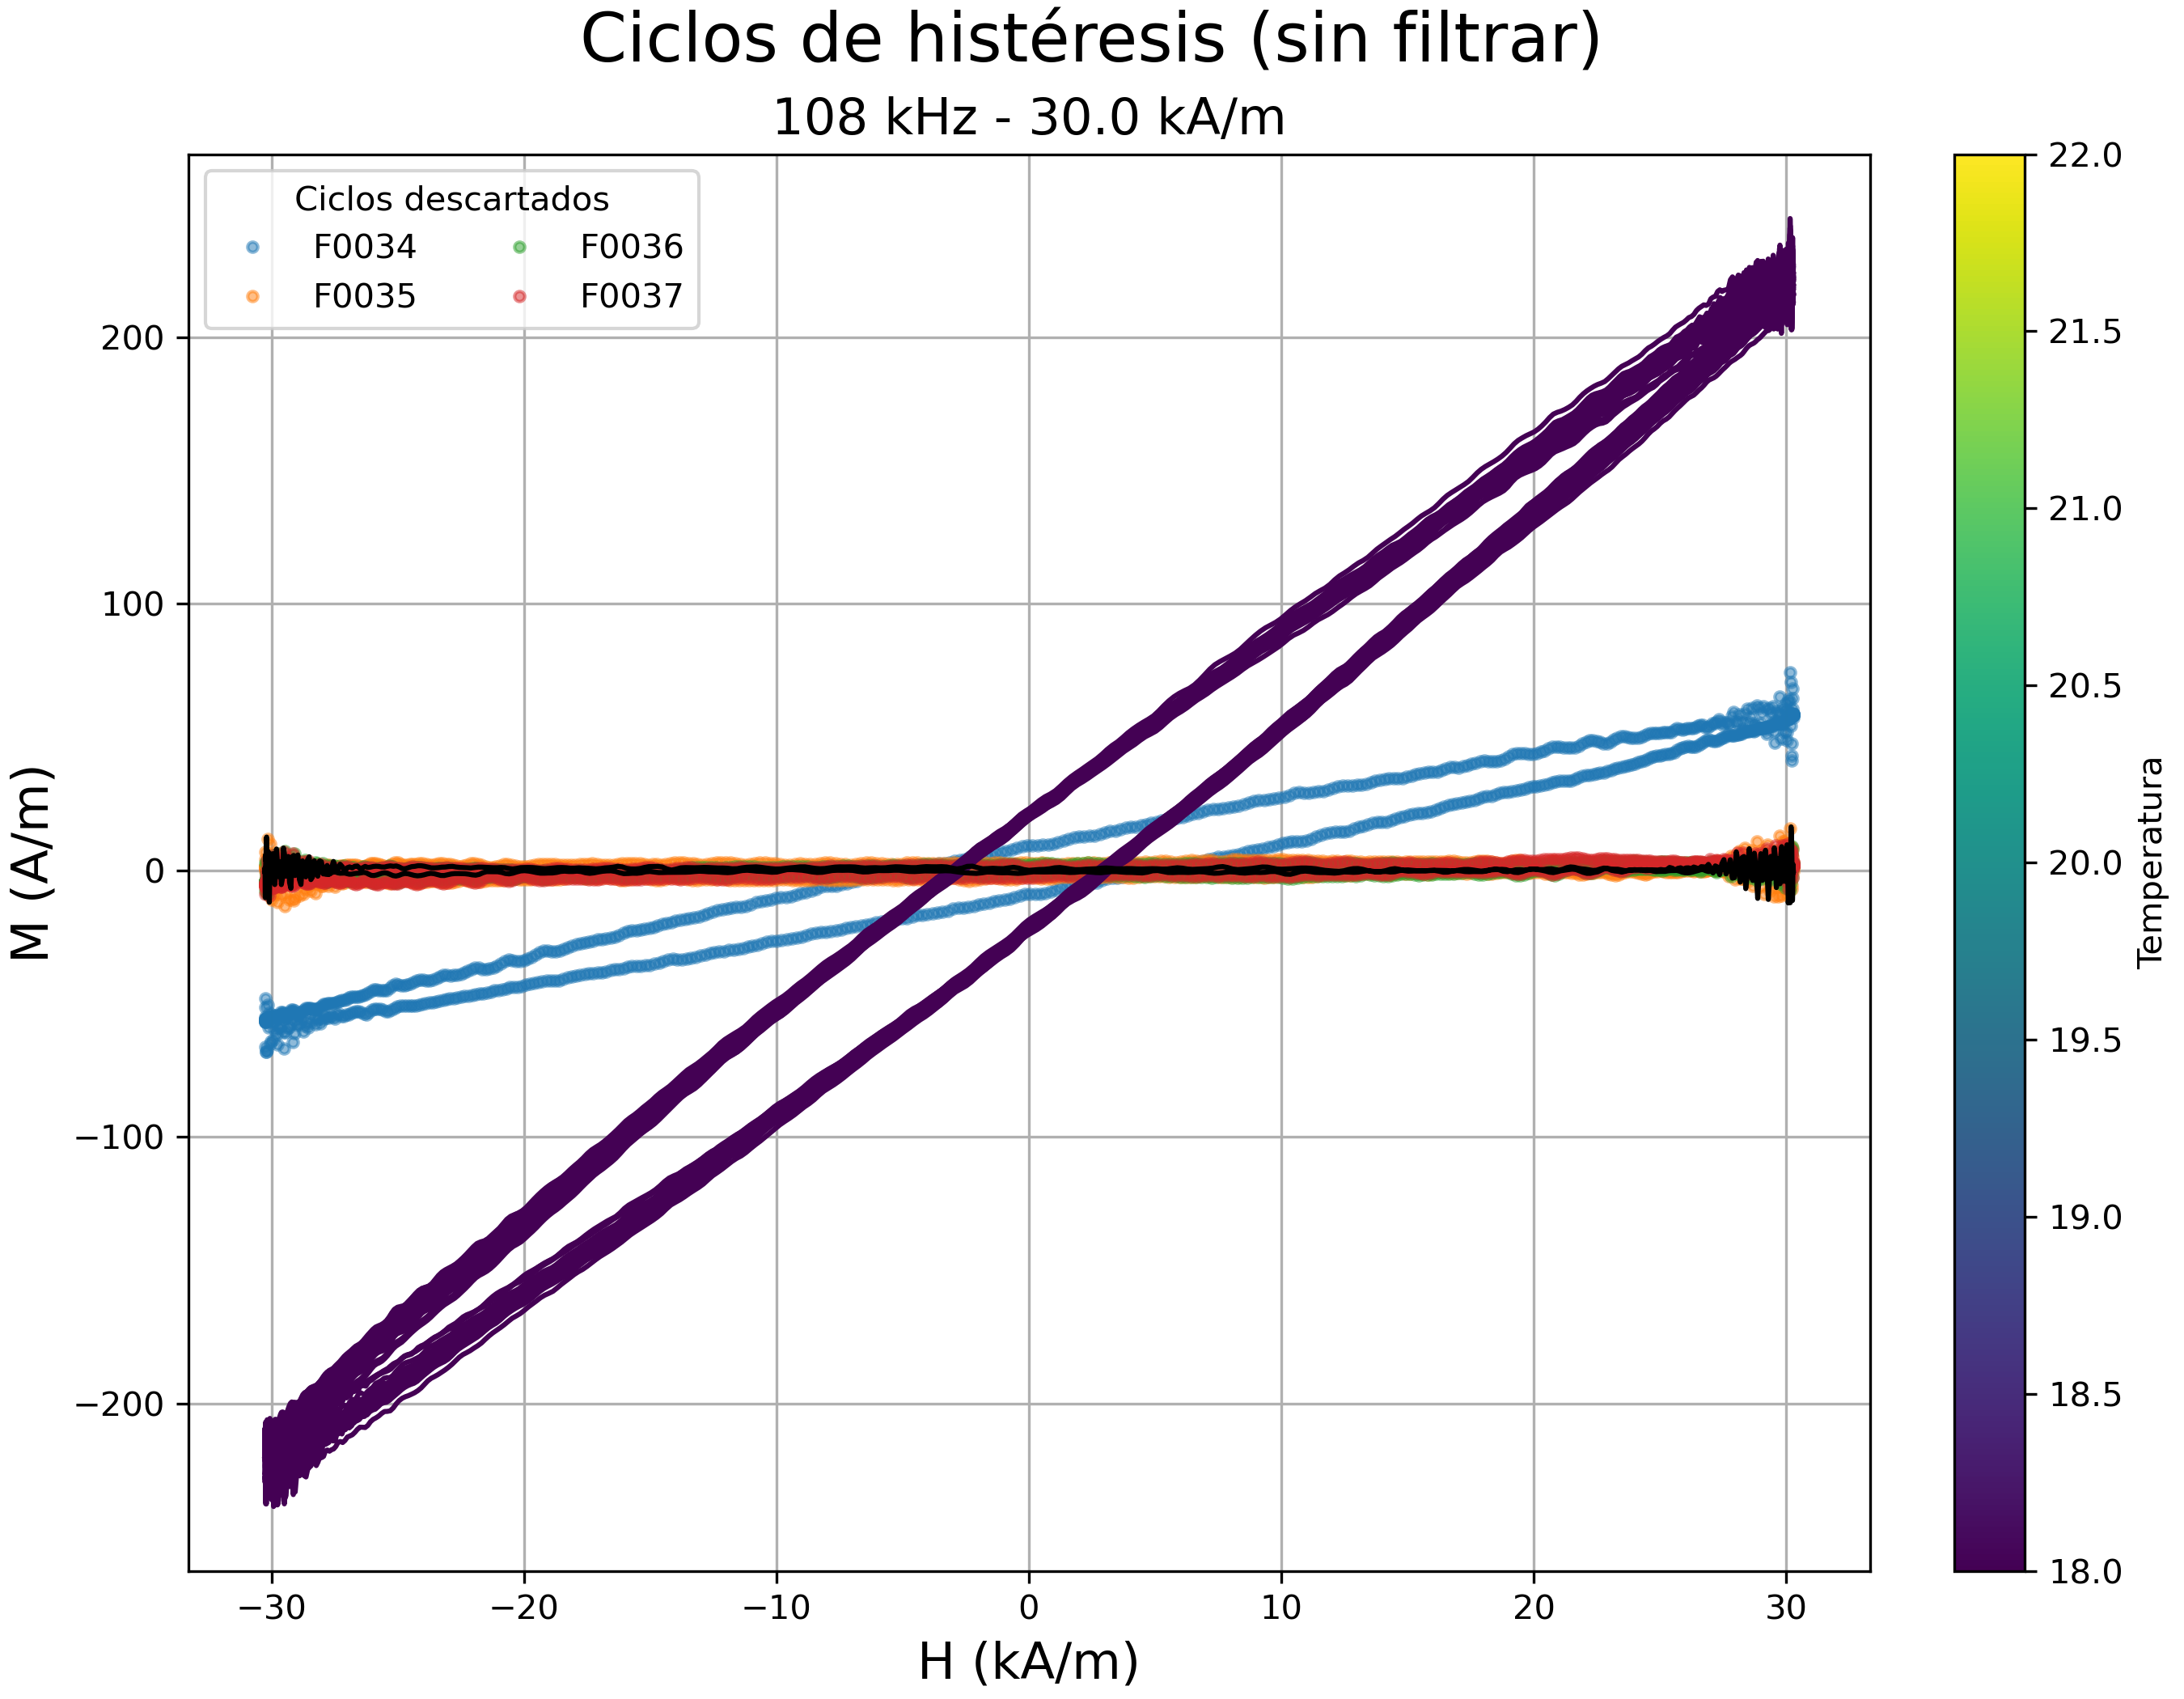 Ciclos de histéresis (sin filtrar)
108 kHz - 30.0 kA/m
Ciclos descartados
F0034 F0036
F0035 F0037
200
100
0
−100
−200
M (A/m)
−30 −20 −10 0 10 20 30
H (kA/m)
22.0
21.5
21.0
20.5
20.0
19.5
19.0
18.5
18.0
Temperatura